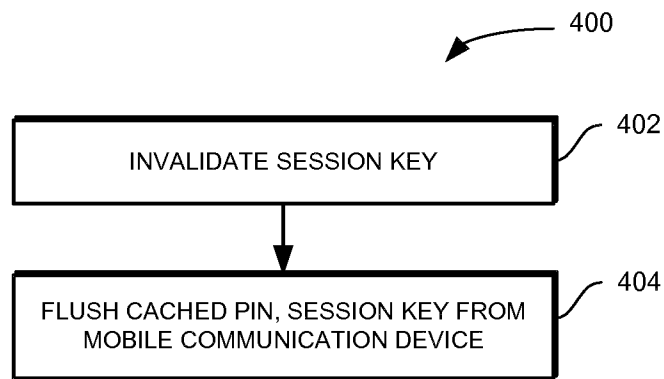 400
402
INVALIDATE SESSION KEY
404
FLUSH CACHED PIN, SESSION KEY FROM
MOBILE COMMUNICATION DEVICE